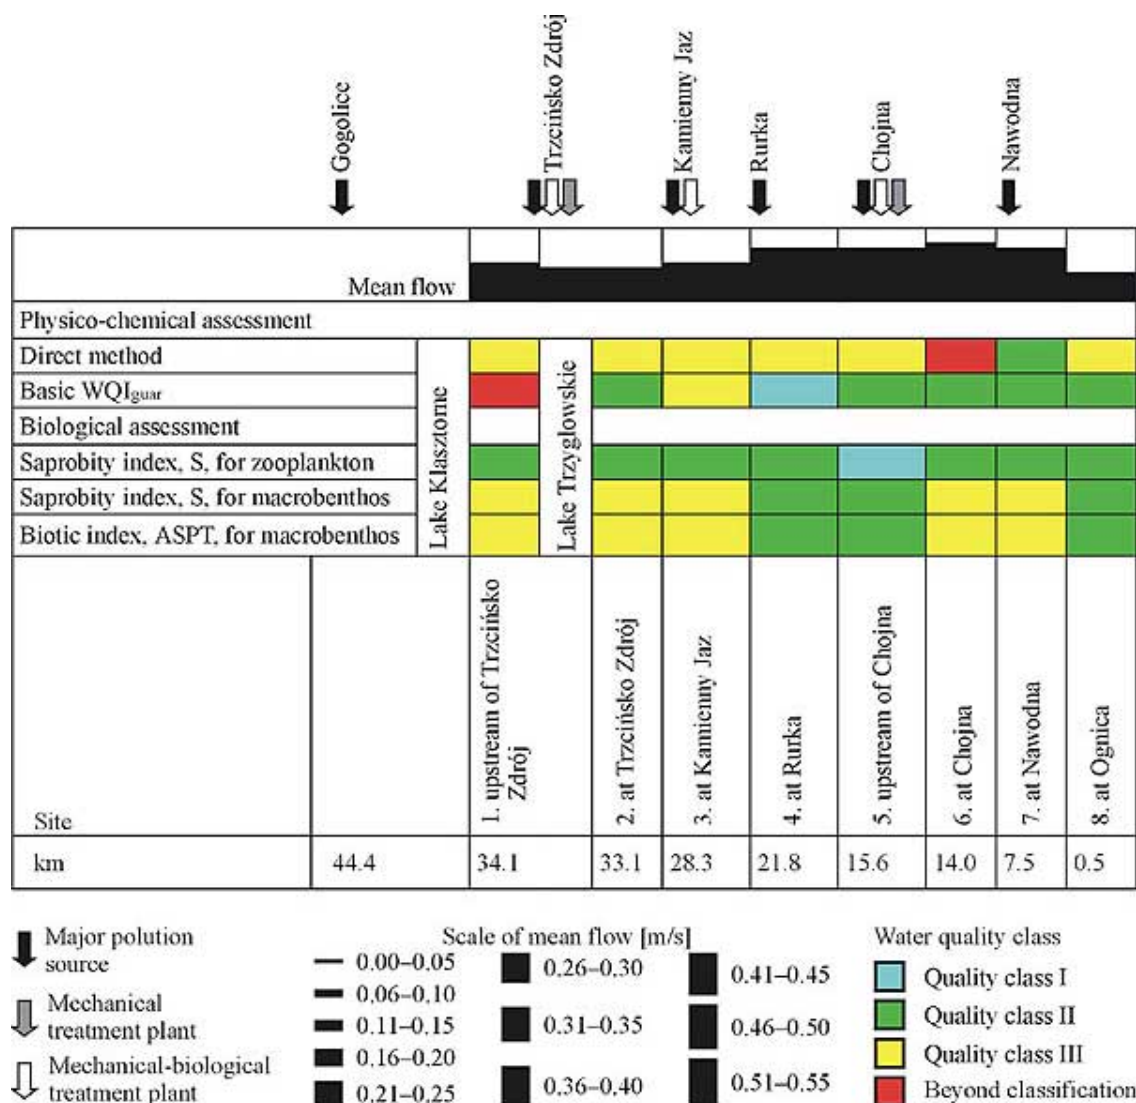 Gogolice
Trzcińsko Zdrój
Kamienny Jaz
Rurka
Chojna
Nawodna
Mean flow
Physico-chemical assessment
Direct method
Basic WQIguar
Biological assessment
Saprobity index, S, for zooplankton
Saprobity index, S, for macrobenthos
Biotic index, ASPT, for macrobenthos
Lake Klasztorne
Lake Trzygłowskie
Site
1. upstream of Trzcińsko
Zdrój
2. at Trzcińsko Zdrój
3. at Kamienny Jaz
4. at Rurka
5. upstream of Chojna
6. at Chojna
7. at Nawodna
8. at Ognica
km 44.4 34.1 33.1 28.3 21.8 15.6 14.0 7.5 0.5
Major polution
source
Mechanical
treatment plant
Mechanical-biological
treatment plant
Scale of mean flow [m/s]
0.00–0.05
0.06–0.10
0.11–0.15
0.16–0.20
0.21–0.25
0.26–0.30
0.31–0.35
0.36–0.40
0.41–0.45
0.46–0.50
0.51–0.55
Water quality class
Quality class I
Quality class II
Quality class III
Beyond classification